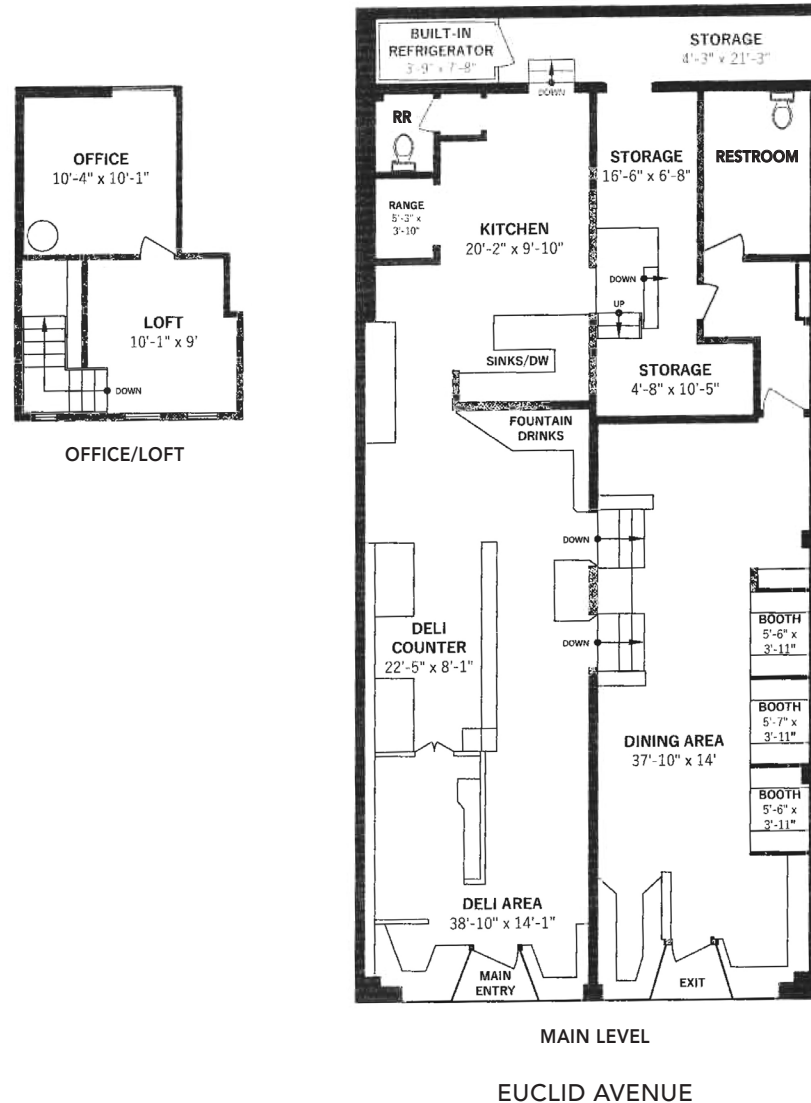 OFFICE
10'-4" x 10'-1"
LOFT
10'-1" x 9'
DOWN
OFFICE/LOFT
BUILT-IN
REFRIGERATOR
3'-9" x 7'-8"
STORAGE
4'-3" x 21'-3"
DOWN
RR
STORAGE
16'-6" x 6'-8"
RESTROOM
RANGE
5'-3" x
3'-10"
KITCHEN
20'-2" x 9'-10"
DOWN
UP
SINKS/DW
STORAGE
4'-8" x 10'-5"
FOUNTAIN
DRINKS
DOWN
DELI
COUNTER
22'-5" x 8'-1"
DOWN
BOOTH
5'-6" x
3'-11"
BOOTH
5'-7" x
3'-11"
DINING AREA
37'-10" x 14'
BOOTH
5'-6" x
3'-11"
DELI AREA
38'-10" x 14'-1"
MAIN
ENTRY
EXIT
MAIN LEVEL
EUCLID AVENUE